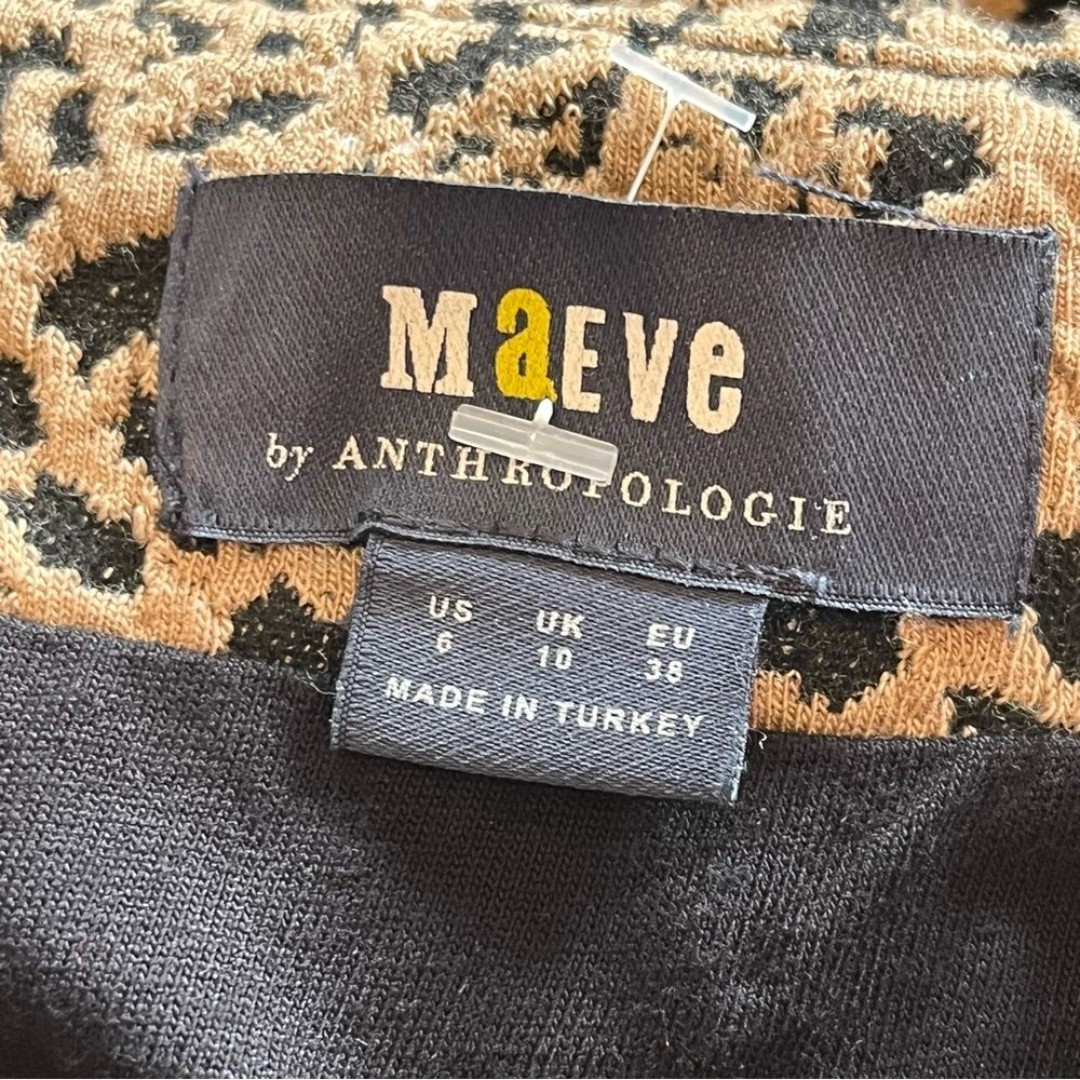 MaEVe
by ANTHROPOLOGIE
US UK EU
6 10 38
MADE IN TURKEY